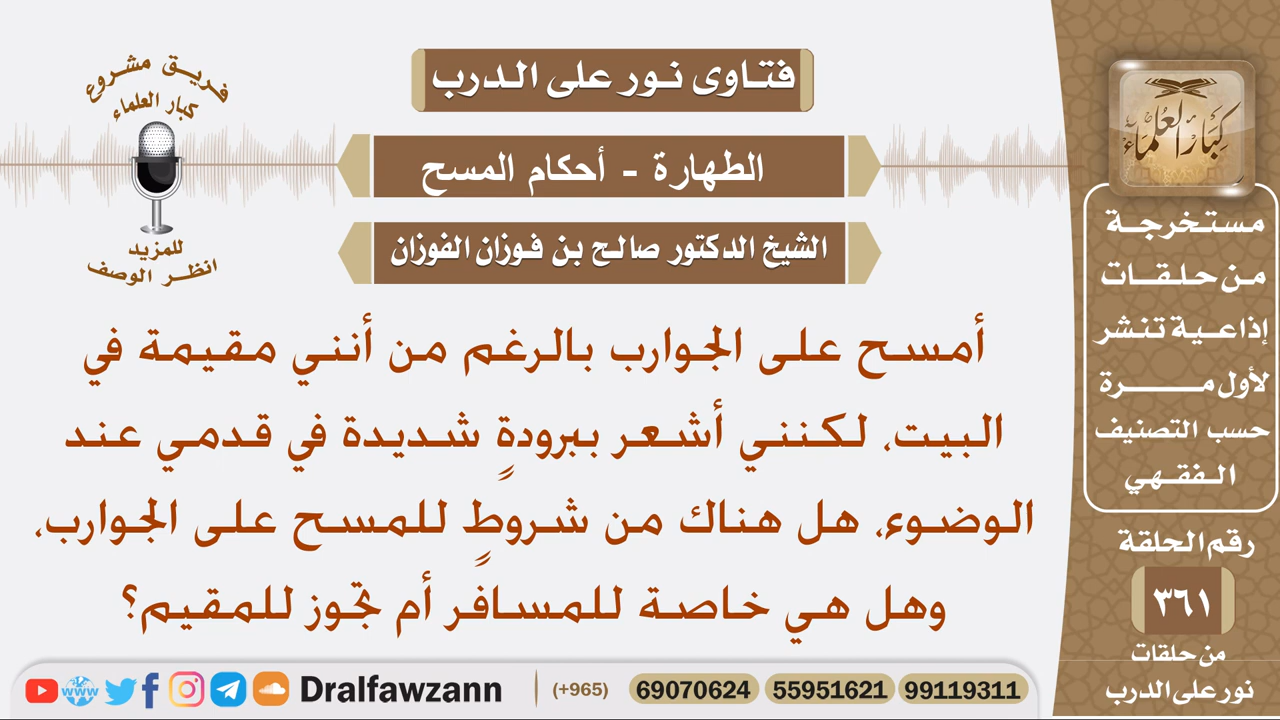 فتاوى نور على الدرب
الطهارة - أحكام المسح
الشيخ الدكتور صالح بن فوزان الفوزان
فريق مشروع
كبار العلماء
للمزيد
انظر الوصف
أمسح على الجوارب بالرغم من أنني مقيمة في
البيت، لكنني أشعر ببرودةٍ شديدة في قدمي عند
الوضوء، هل هناك من شروطٍ للمسح على الجوارب،
وهل هي خاصة للمسافر أم تجوز للمقيم؟
كبار العلماء
مستخرجة
من حلقات
إذاعية تنشر
لأول مرة
حسب التصنيف
الفقهي
رقم الحلقة
٣٦١
من حلقات
نور على الدرب
www
Dralfawzann
(+965)
69070624
55951621
99119311